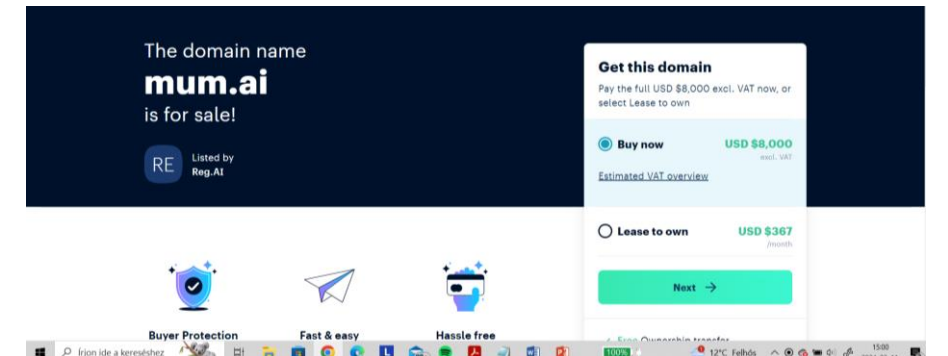 The domain name
mum.ai
is for sale!
RE
Listed by
Reg.AI
Get this domain
Pay the full USD $8,000 excl. VAT now, or
select Lease to own
Buy now
USD $8,000
excl. VAT
Estimated VAT overview
Lease to own
USD $367
/month
Next →
Buyer Protection
Fast & easy
Hassle free
Free Ownership transfer
Írjon ide a kereséshez
100%
12°C Felhős
15:00